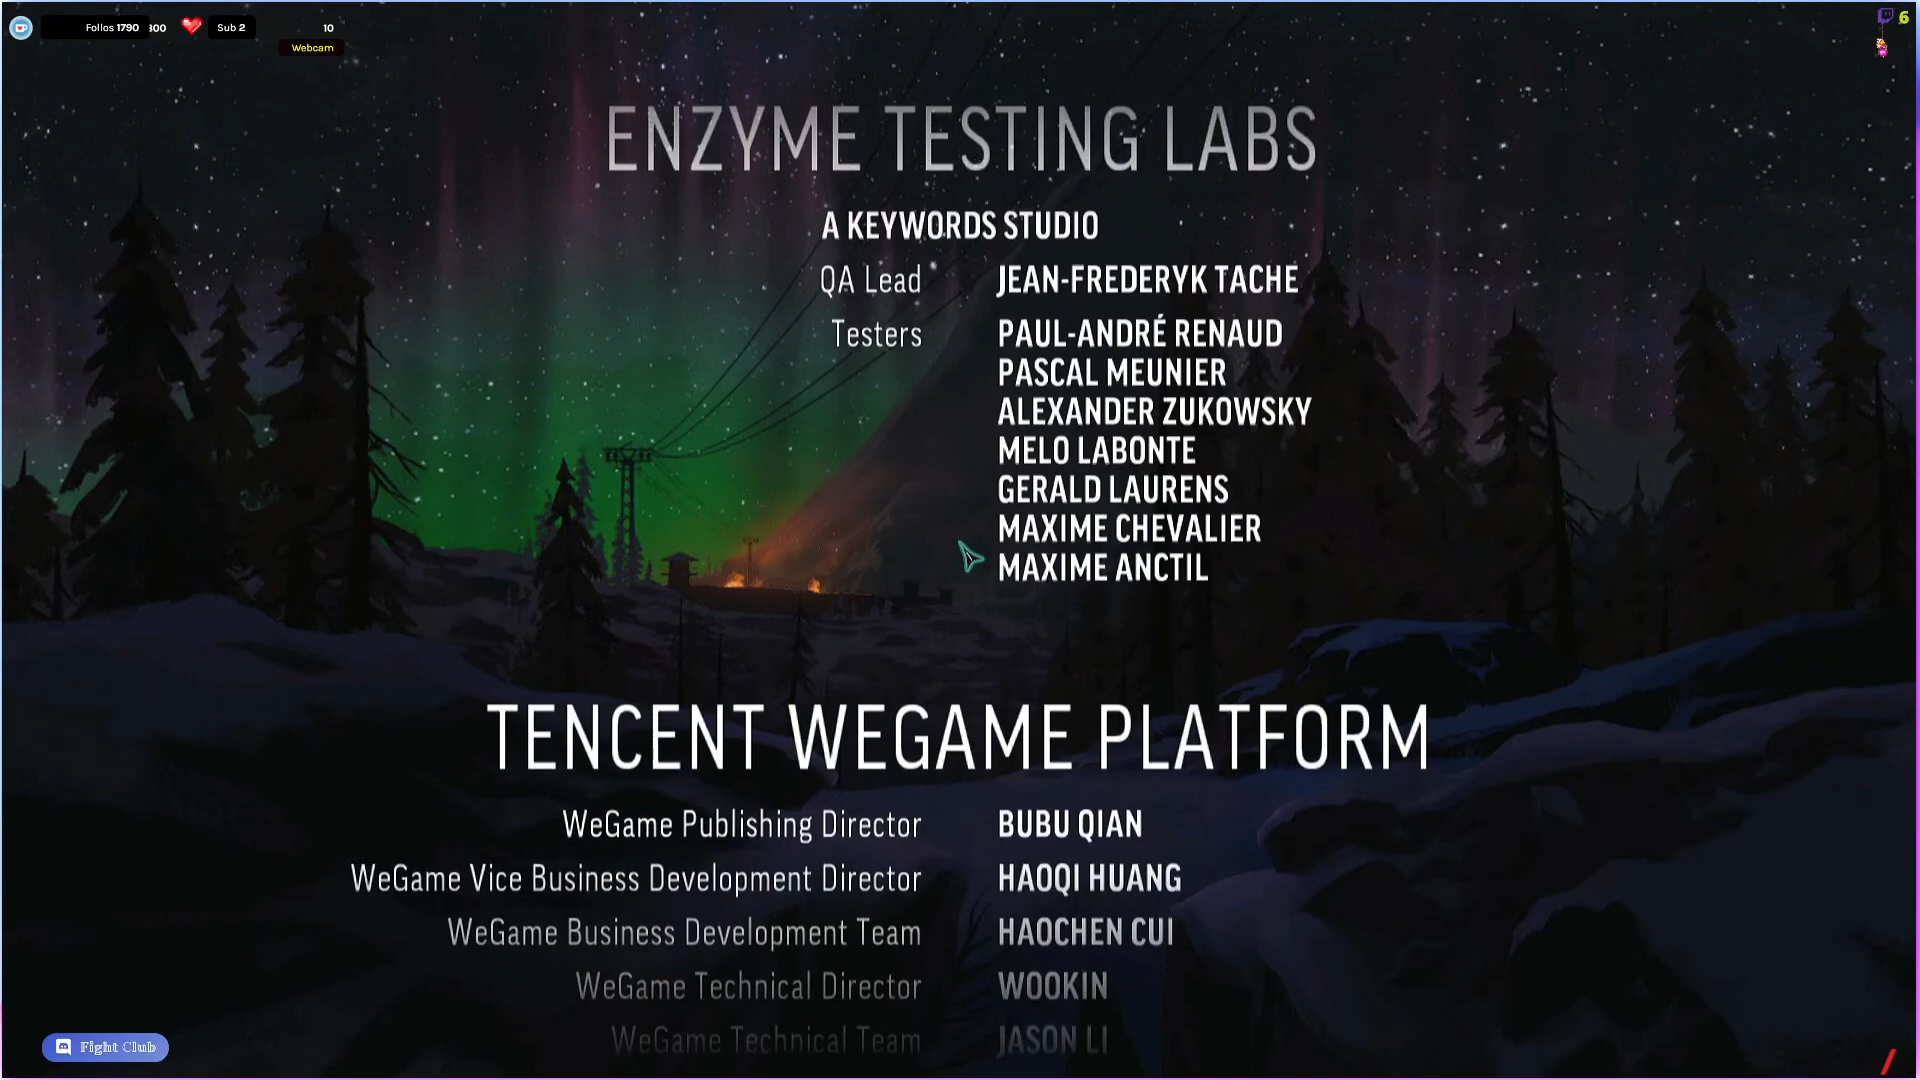 Follos 1790 300 Sub 2 10
Webcam
6
ENZYME TESTING LABS
A KEYWORDS STUDIO
QA Lead JEAN-FREDERYK TACHE
Testers PAUL-ANDRÉ RENAUD
PASCAL MEUNIER
ALEXANDER ZUKOWSKY
MELO LABONTE
GERALD LAURENS
MAXIME CHEVALIER
MAXIME ANCTIL
TENCENT WEGAME PLATFORM
WeGame Publishing Director BUBU QIAN
WeGame Vice Business Development Director HAOQI HUANG
WeGame Business Development Team HAOCHEN CUI
WeGame Technical Director WOOKIN
WeGame Technical Team JASON LI
Fight Club